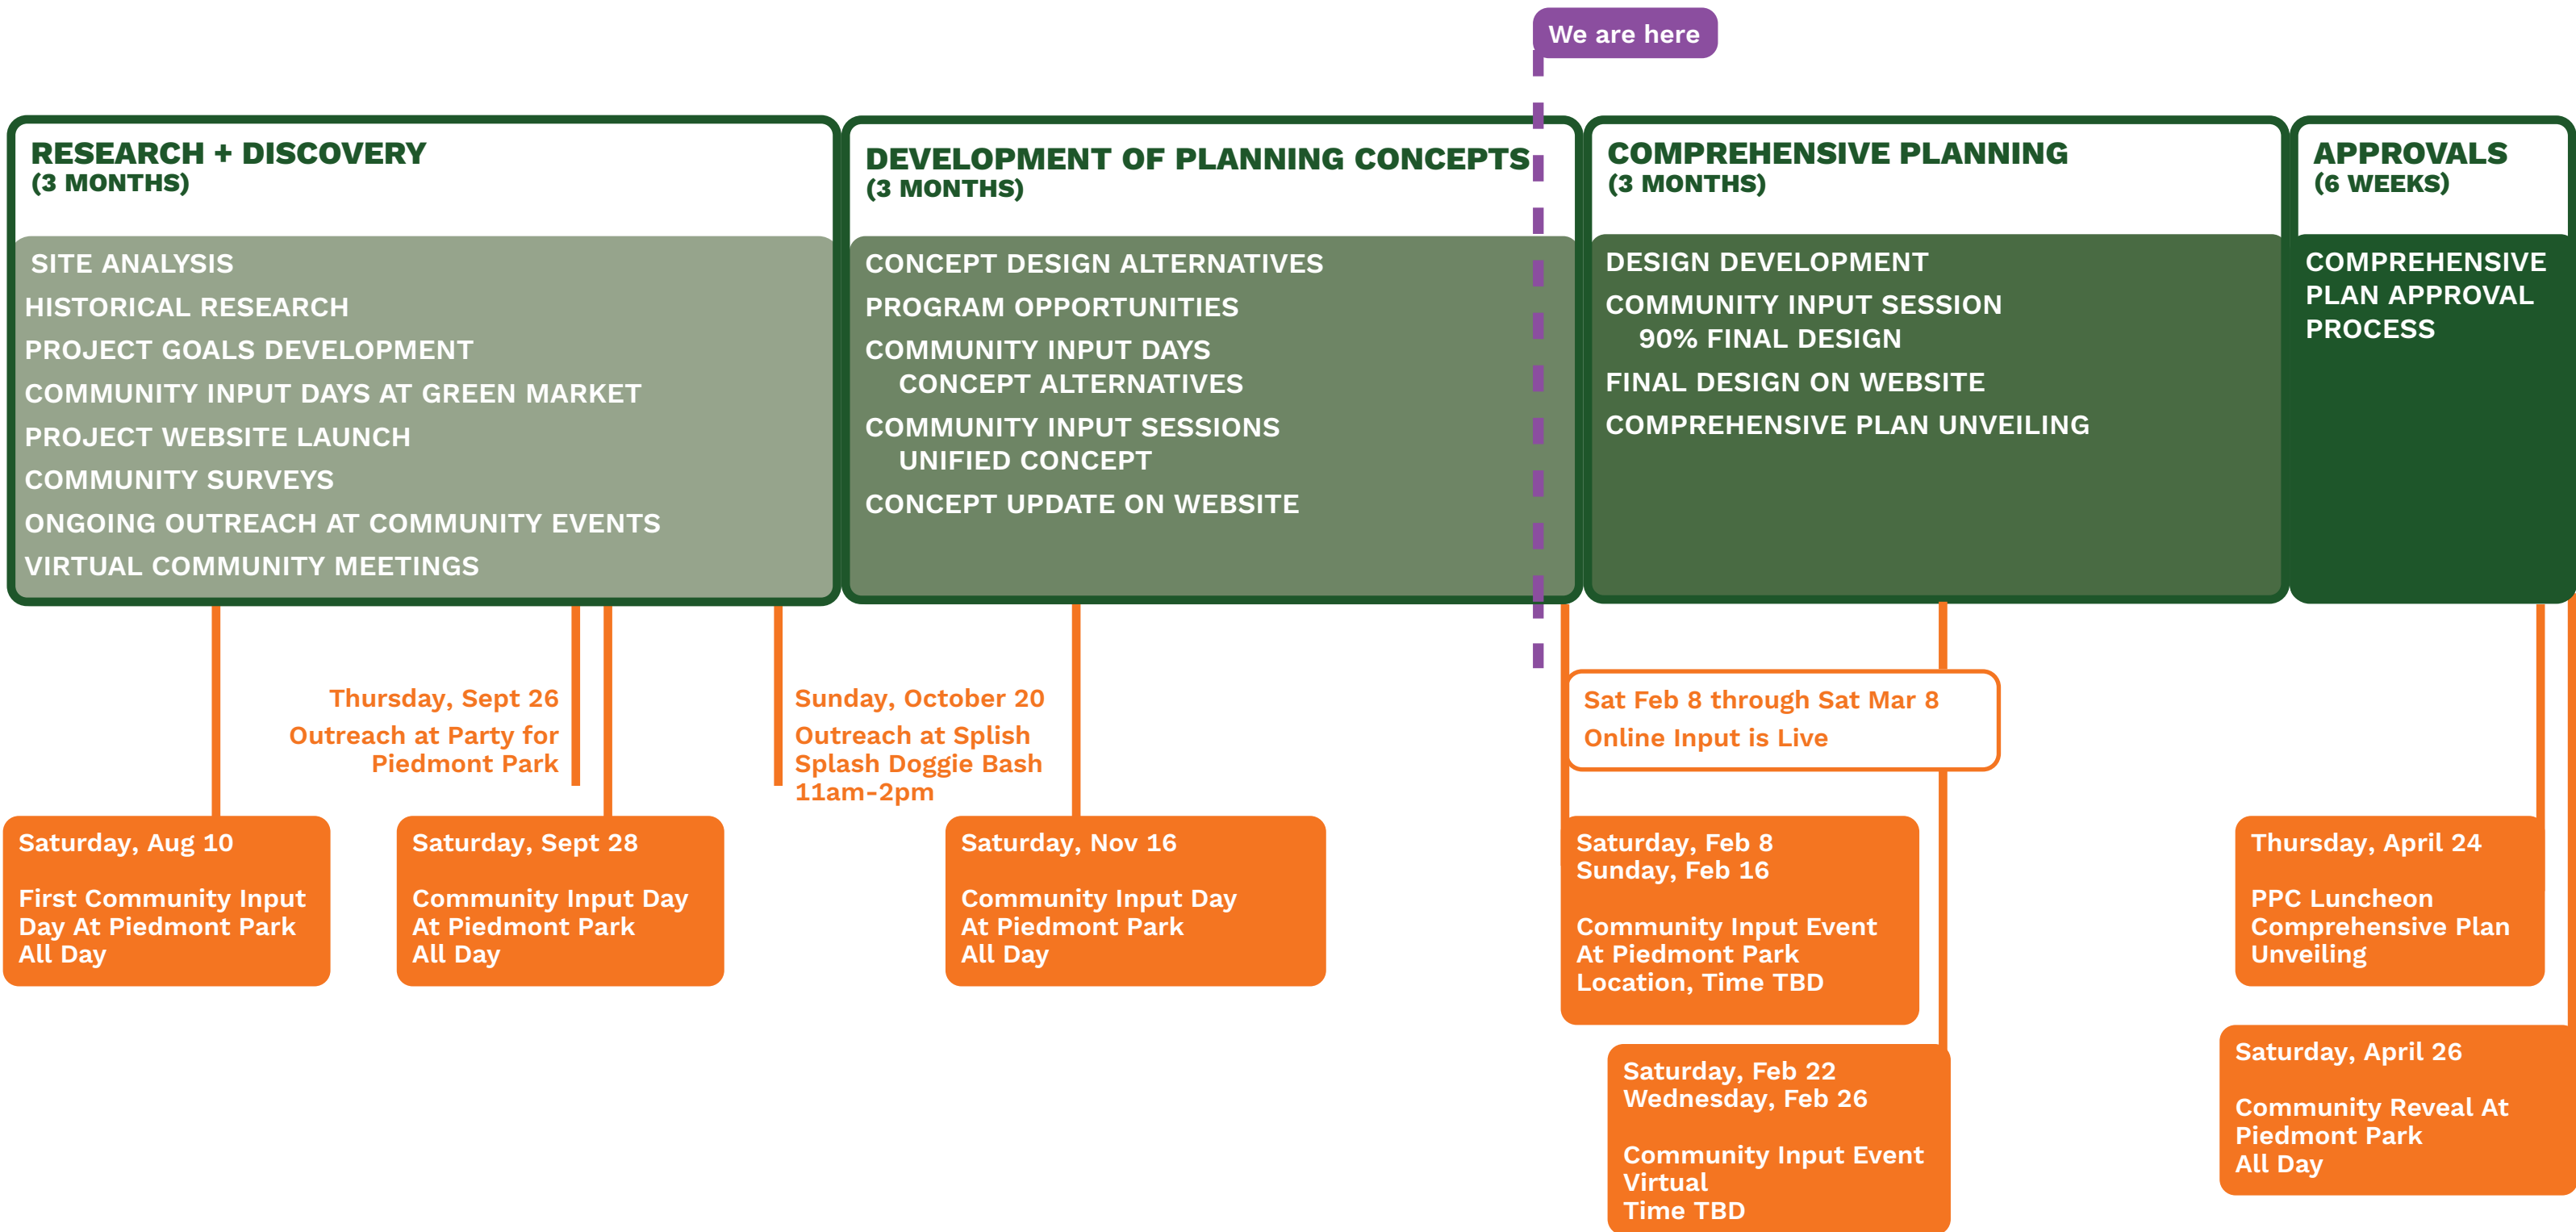 We are here
RESEARCH + DISCOVERY
(3 MONTHS)
SITE ANALYSIS
HISTORICAL RESEARCH
PROJECT GOALS DEVELOPMENT
COMMUNITY INPUT DAYS AT GREEN MARKET
PROJECT WEBSITE LAUNCH
COMMUNITY SURVEYS
ONGOING OUTREACH AT COMMUNITY EVENTS
VIRTUAL COMMUNITY MEETINGS
DEVELOPMENT OF PLANNING CONCEPTS
(3 MONTHS)
CONCEPT DESIGN ALTERNATIVES
PROGRAM OPPORTUNITIES
COMMUNITY INPUT DAYS
CONCEPT ALTERNATIVES
COMMUNITY INPUT SESSIONS
UNIFIED CONCEPT
CONCEPT UPDATE ON WEBSITE
COMPREHENSIVE PLANNING
(3 MONTHS)
DESIGN DEVELOPMENT
COMMUNITY INPUT SESSION
90% FINAL DESIGN
FINAL DESIGN ON WEBSITE
COMPREHENSIVE PLAN UNVEILING
APPROVALS
(6 WEEKS)
COMPREHENSIVE
PLAN APPROVAL
PROCESS
Thursday, Sept 26
Outreach at Party for
Piedmont Park
Sunday, October 20
Outreach at Splish
Splash Doggie Bash
11am-2pm
Sat Feb 8 through Sat Mar 8
Online Input is Live
Saturday, Aug 10
First Community Input
Day At Piedmont Park
All Day
Saturday, Sept 28
Community Input Day
At Piedmont Park
All Day
Saturday, Nov 16
Community Input Day
At Piedmont Park
All Day
Saturday, Feb 8
Sunday, Feb 16
Community Input Event
At Piedmont Park
Location, Time TBD
Saturday, Feb 22
Wednesday, Feb 26
Community Input Event
Virtual
Time TBD
Thursday, April 24
PPC Luncheon
Comprehensive Plan
Unveiling
Saturday, April 26
Community Reveal At
Piedmont Park
All Day